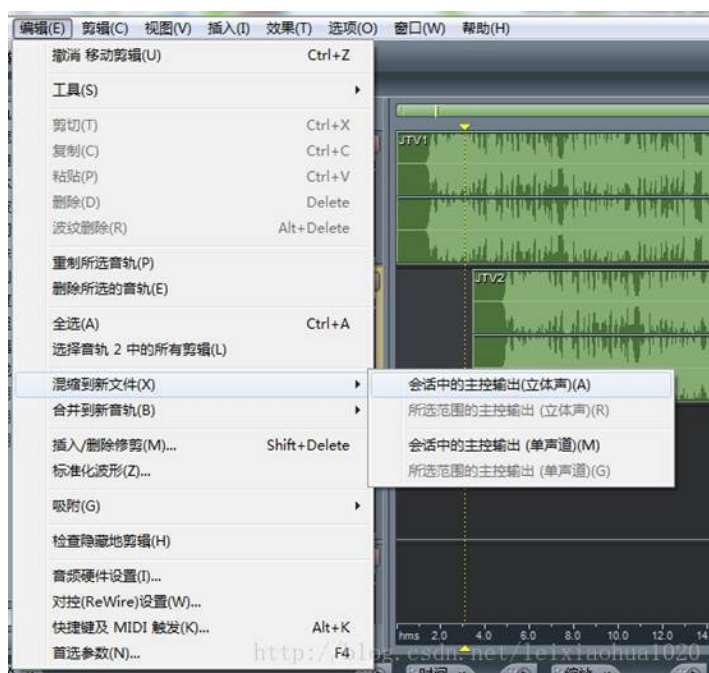 编辑(E) 剪辑(C) 视图(V) 插入(I) 效果(T) 选项(O) 窗口(W) 帮助(H)
撤消 移动剪辑(U) Ctrl+Z
工具(S)
剪切(T) Ctrl+X
复制(C) Ctrl+C
粘贴(P) Ctrl+V
删除(D) Delete
波纹删除(R) Alt+Delete
重制所选音轨(P)
删除所选的音轨(E)
全选(A) Ctrl+A
选择音轨 2 中的所有剪辑(L)
混缩到新文件(X)
合并到新音轨(B)
插入/删除修剪(M)... Shift+Delete
标准化波形(Z)...
吸附(G)
检查隐藏地剪辑(H)
音频硬件设置(I)...
对控(ReWire)设置(W)...
快捷键及 MIDI 触发(K)... Alt+K
首选参数(N)... F4
会话中的主控输出(立体声)(A)
所选范围的主控输出 (立体声)(R)
会话中的主控输出 (单声道)(M)
所选范围的主控输出 (单声道)(G)
JTV1
JTV2
hms 2.0 4.0 6.0 8.0 10.0 12.0 14
http://blog.csdn.net/leixiaohua1020
时间
缩放